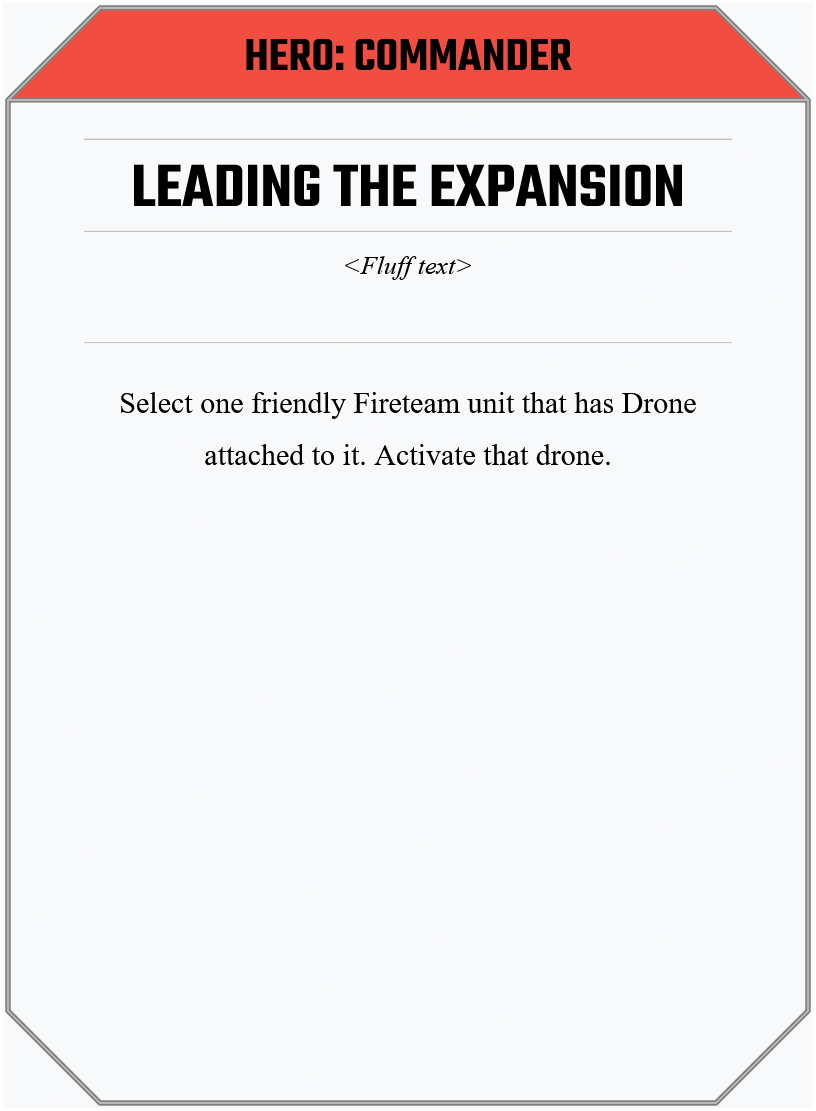 HERO: COMMANDER
LEADING THE EXPANSION
<Fluff text>
Select one friendly Fireteam unit that has Drone
attached to it. Activate that drone.